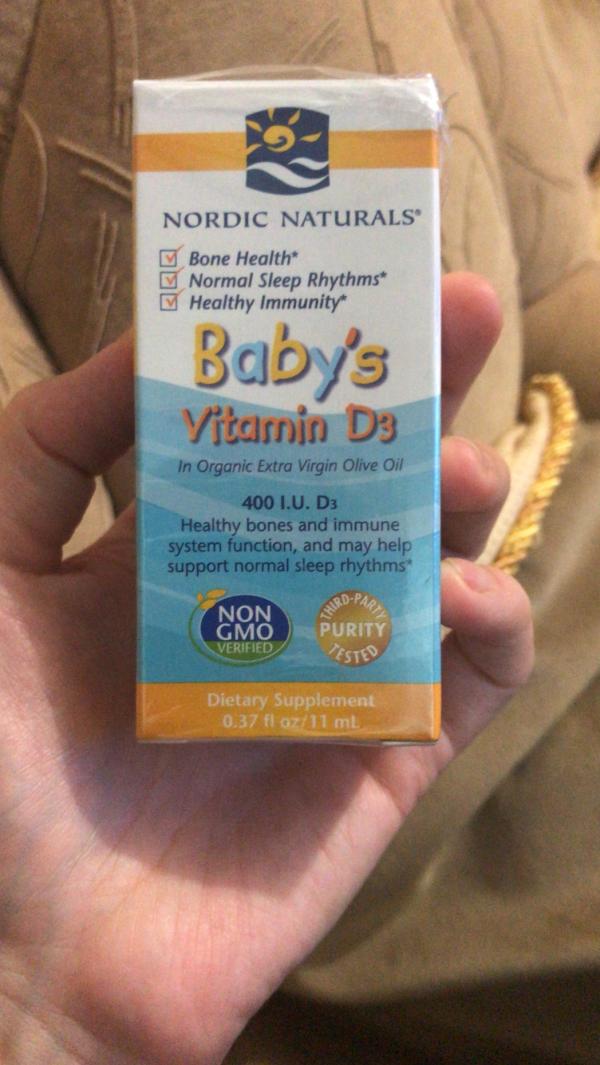 NORDIC NATURALS®
Bone Health*
Normal Sleep Rhythms*
Healthy Immunity*
Baby's
Vitamin D3
In Organic Extra Virgin Olive Oil
400 I.U. D3
Healthy bones and immune
system function, and may help
support normal sleep rhythms*
NON
GMO
VERIFIED
THIRD-PARTY
PURITY
TESTED
Dietary Supplement
0.37 fl oz/11 mL